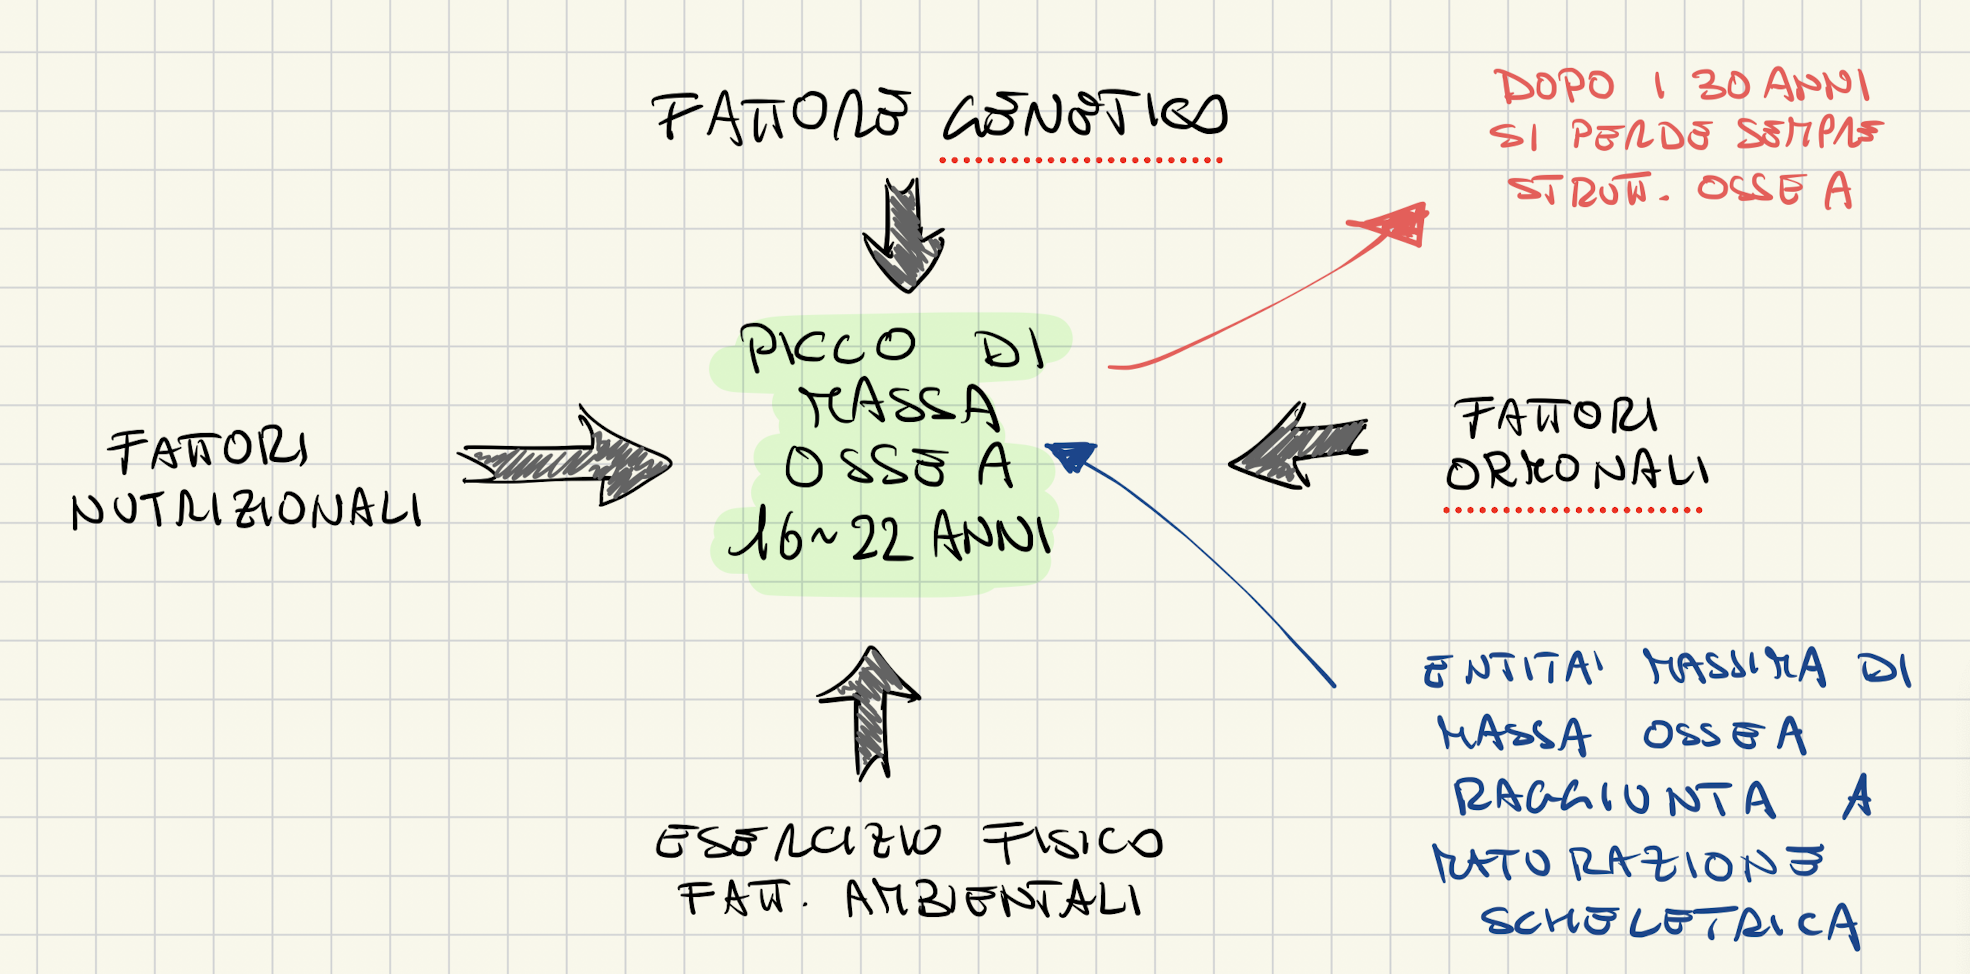 FATTORE GENETICO
DOPO I 30 ANNI
SI PERDE SEMPRE
STRUTT. OSSEA
PICCO DI
MASSA
OSSEA
16~22 ANNI
FATTORI
NUTRIZIONALI
FATTORI
ORMONALI
ESERCIZIO FISICO
FATT. AMBIENTALI
ENTITA' MASSIMA DI
MASSA OSSEA
RAGGIUNTA A
MATURAZIONE
SCHELETRICA